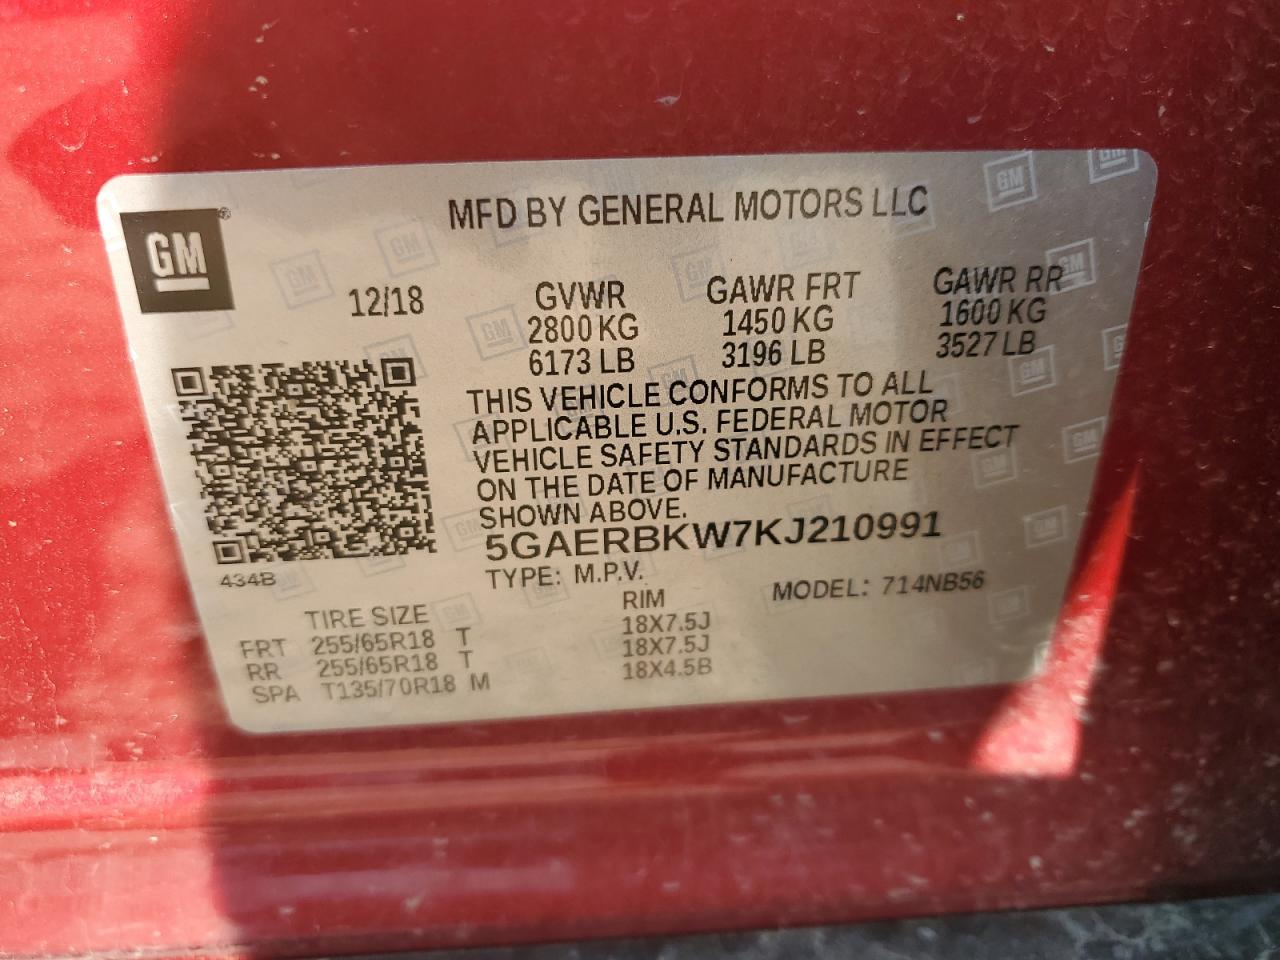 GM®
MFD BY GENERAL MOTORS LLC
12/18
GVWR GAWR FRT GAWR RR
2800 KG 1450 KG 1600 KG
6173 LB 3196 LB 3527 LB
THIS VEHICLE CONFORMS TO ALL
APPLICABLE U.S. FEDERAL MOTOR
VEHICLE SAFETY STANDARDS IN EFFECT
ON THE DATE OF MANUFACTURE
SHOWN ABOVE.
5GAERBKW7KJ210991
434B
TYPE: M.P.V. MODEL: 714NB56
TIRE SIZE RIM
FRT 255/65R18 T 18X7.5J
RR 255/65R18 T 18X7.5J
SPA T135/70R18 M 18X4.5B